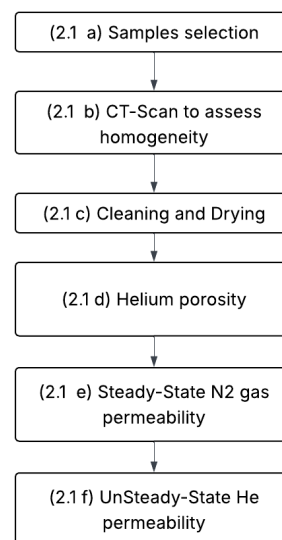 (2.1 a) Samples selection
(2.1 b) CT-Scan to assess
homogeneity
(2.1 c) Cleaning and Drying
(2.1 d) Helium porosity
(2.1 e) Steady-State N2 gas
permeability
(2.1 f) UnSteady-State He
permeability